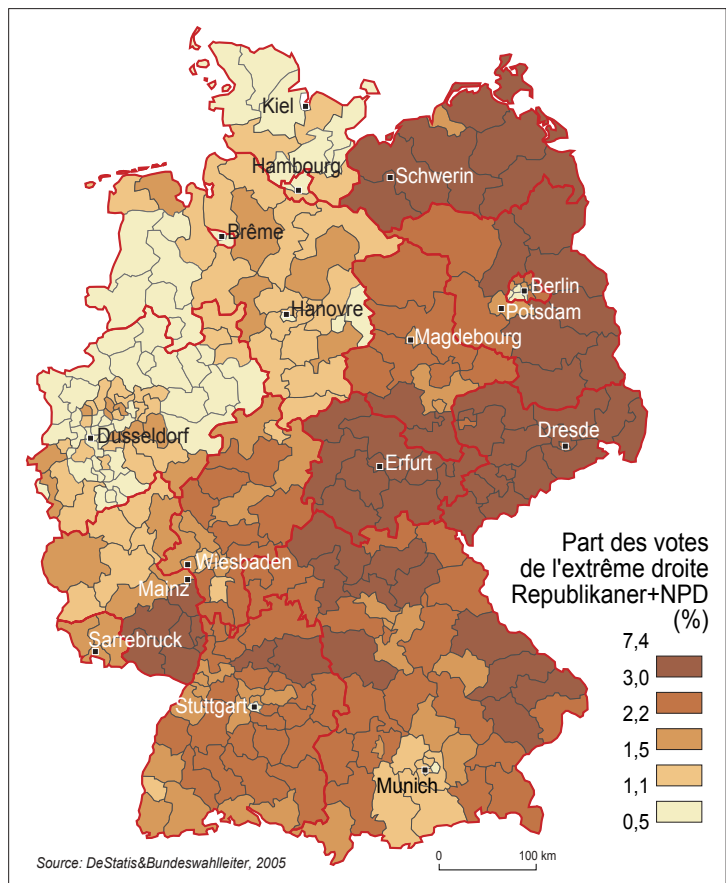 Kiel
Hambourg
Schwerin
Brême
Berlin
Hanovre
Potsdam
Magdebourg
Dusseldorf
Dresde
Erfurt
Wiesbaden
Mainz
Sarrebruck
Stuttgart
Munich
Part des votes
de l'extrême droite
Republikaner+NPD
(%)
7,4
3,0
2,2
1,5
1,1
0,5
Source: DeStatis&Bundeswahlleiter, 2005
0 100 km